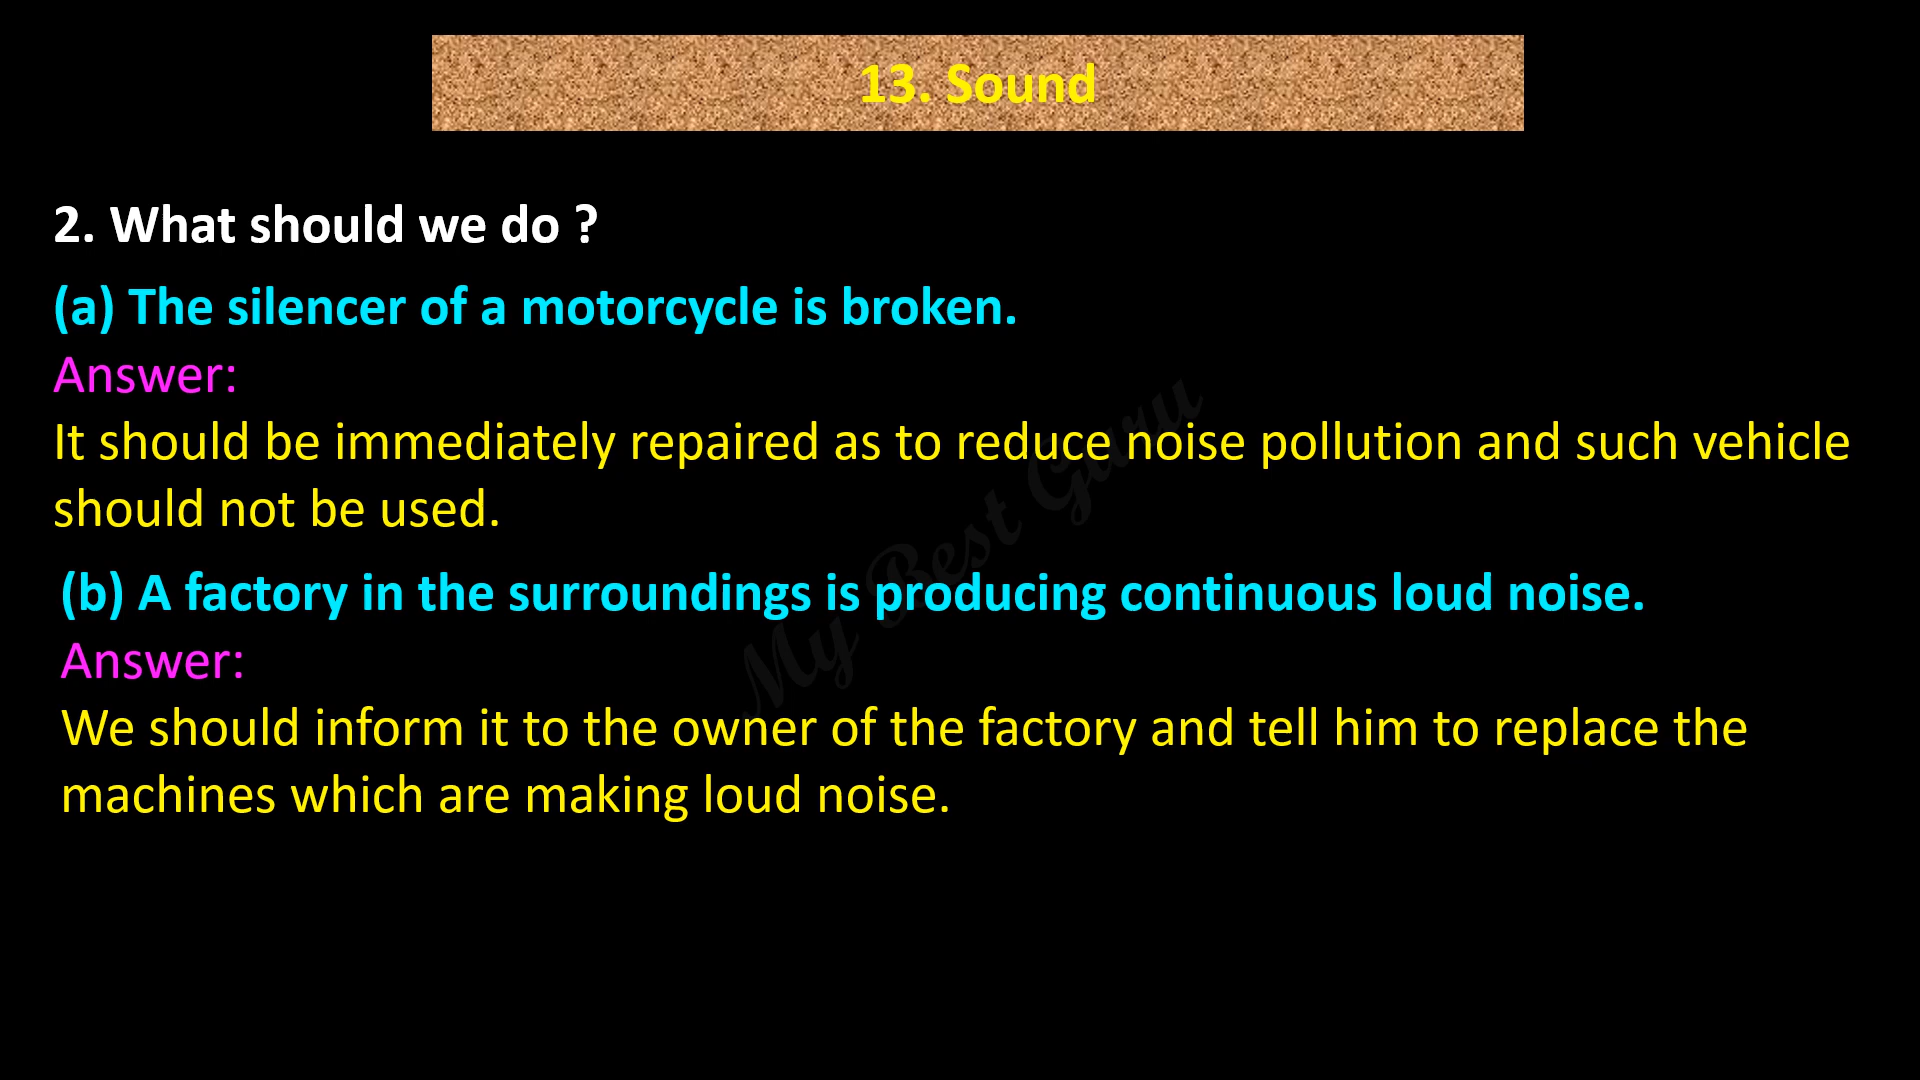 13. Sound
2. What should we do ?
(a) The silencer of a motorcycle is broken.
Answer:
It should be immediately repaired as to reduce noise pollution and such vehicle
should not be used.
My Best Guru
(b) A factory in the surroundings is producing continuous loud noise.
Answer:
We should inform it to the owner of the factory and tell him to replace the
machines which are making loud noise.